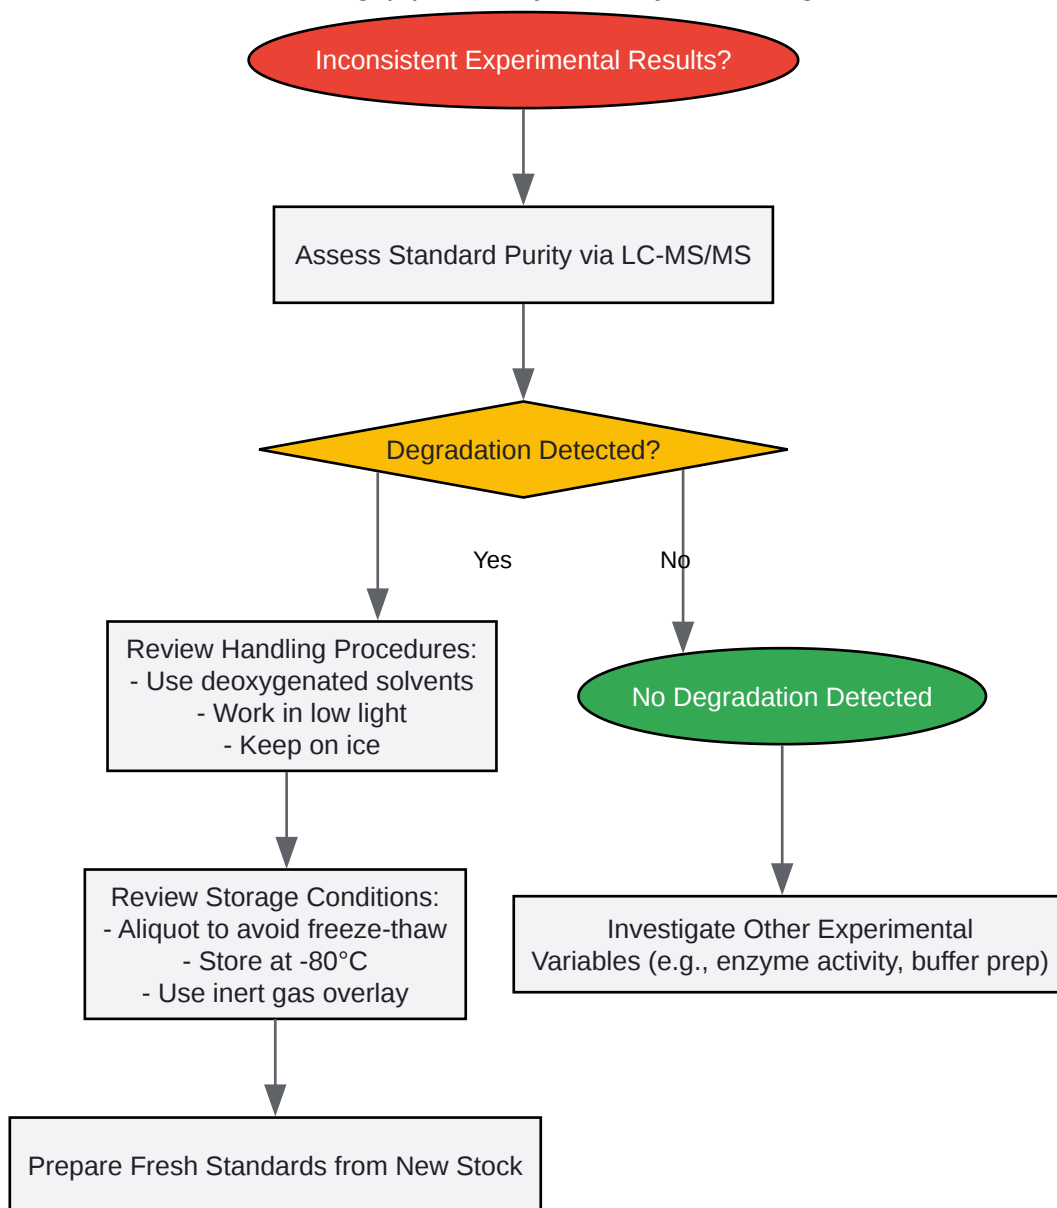 Inconsistent Experimental Results?
Assess Standard Purity via LC-MS/MS
Degradation Detected?
Yes
No
Review Handling Procedures:
- Use deoxygenated solvents
- Work in low light
- Keep on ice
No Degradation Detected
Review Storage Conditions:
- Aliquot to avoid freeze-thaw
- Store at -80°C
- Use inert gas overlay
Investigate Other Experimental
Variables (e.g., enzyme activity, buffer prep)
Prepare Fresh Standards from New Stock